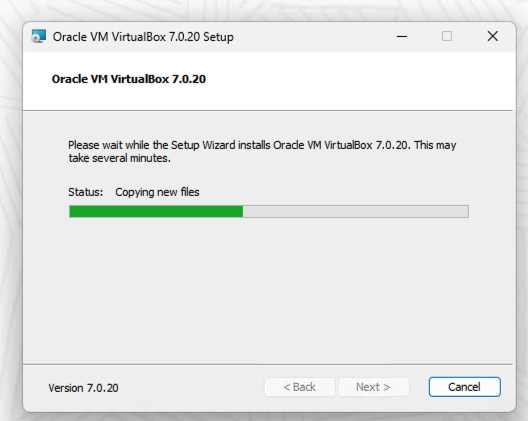 Oracle VM VirtualBox 7.0.20 Setup
Oracle VM VirtualBox 7.0.20
Please wait while the Setup Wizard installs Oracle VM VirtualBox 7.0.20. This may
take several minutes.
Status: Copying new files
Version 7.0.20
< Back
Next >
Cancel